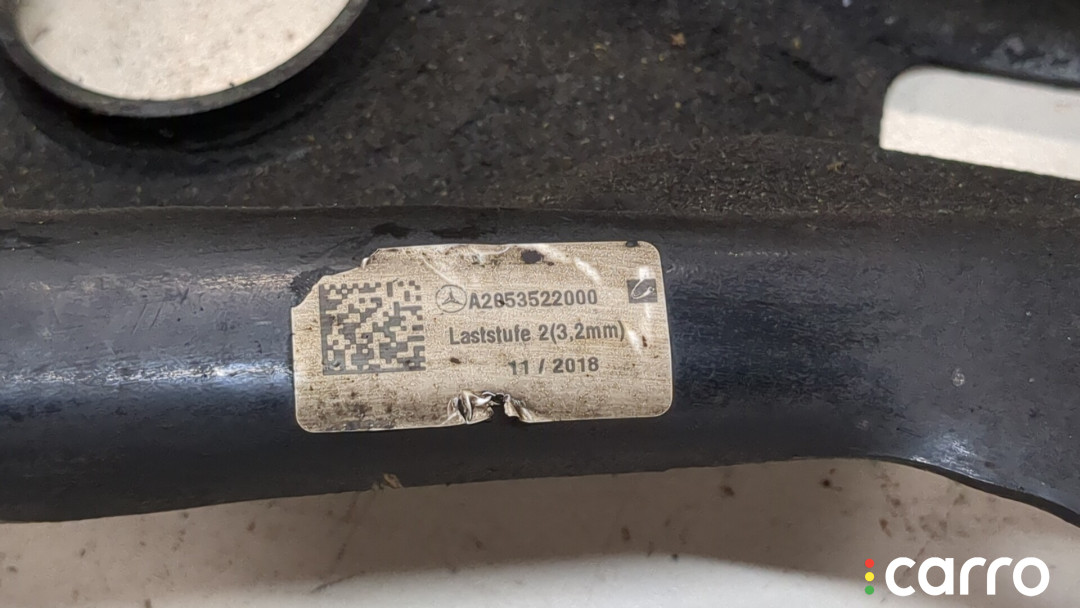 A2053522000
Laststufe 2(3,2mm)
11 / 2018
carro